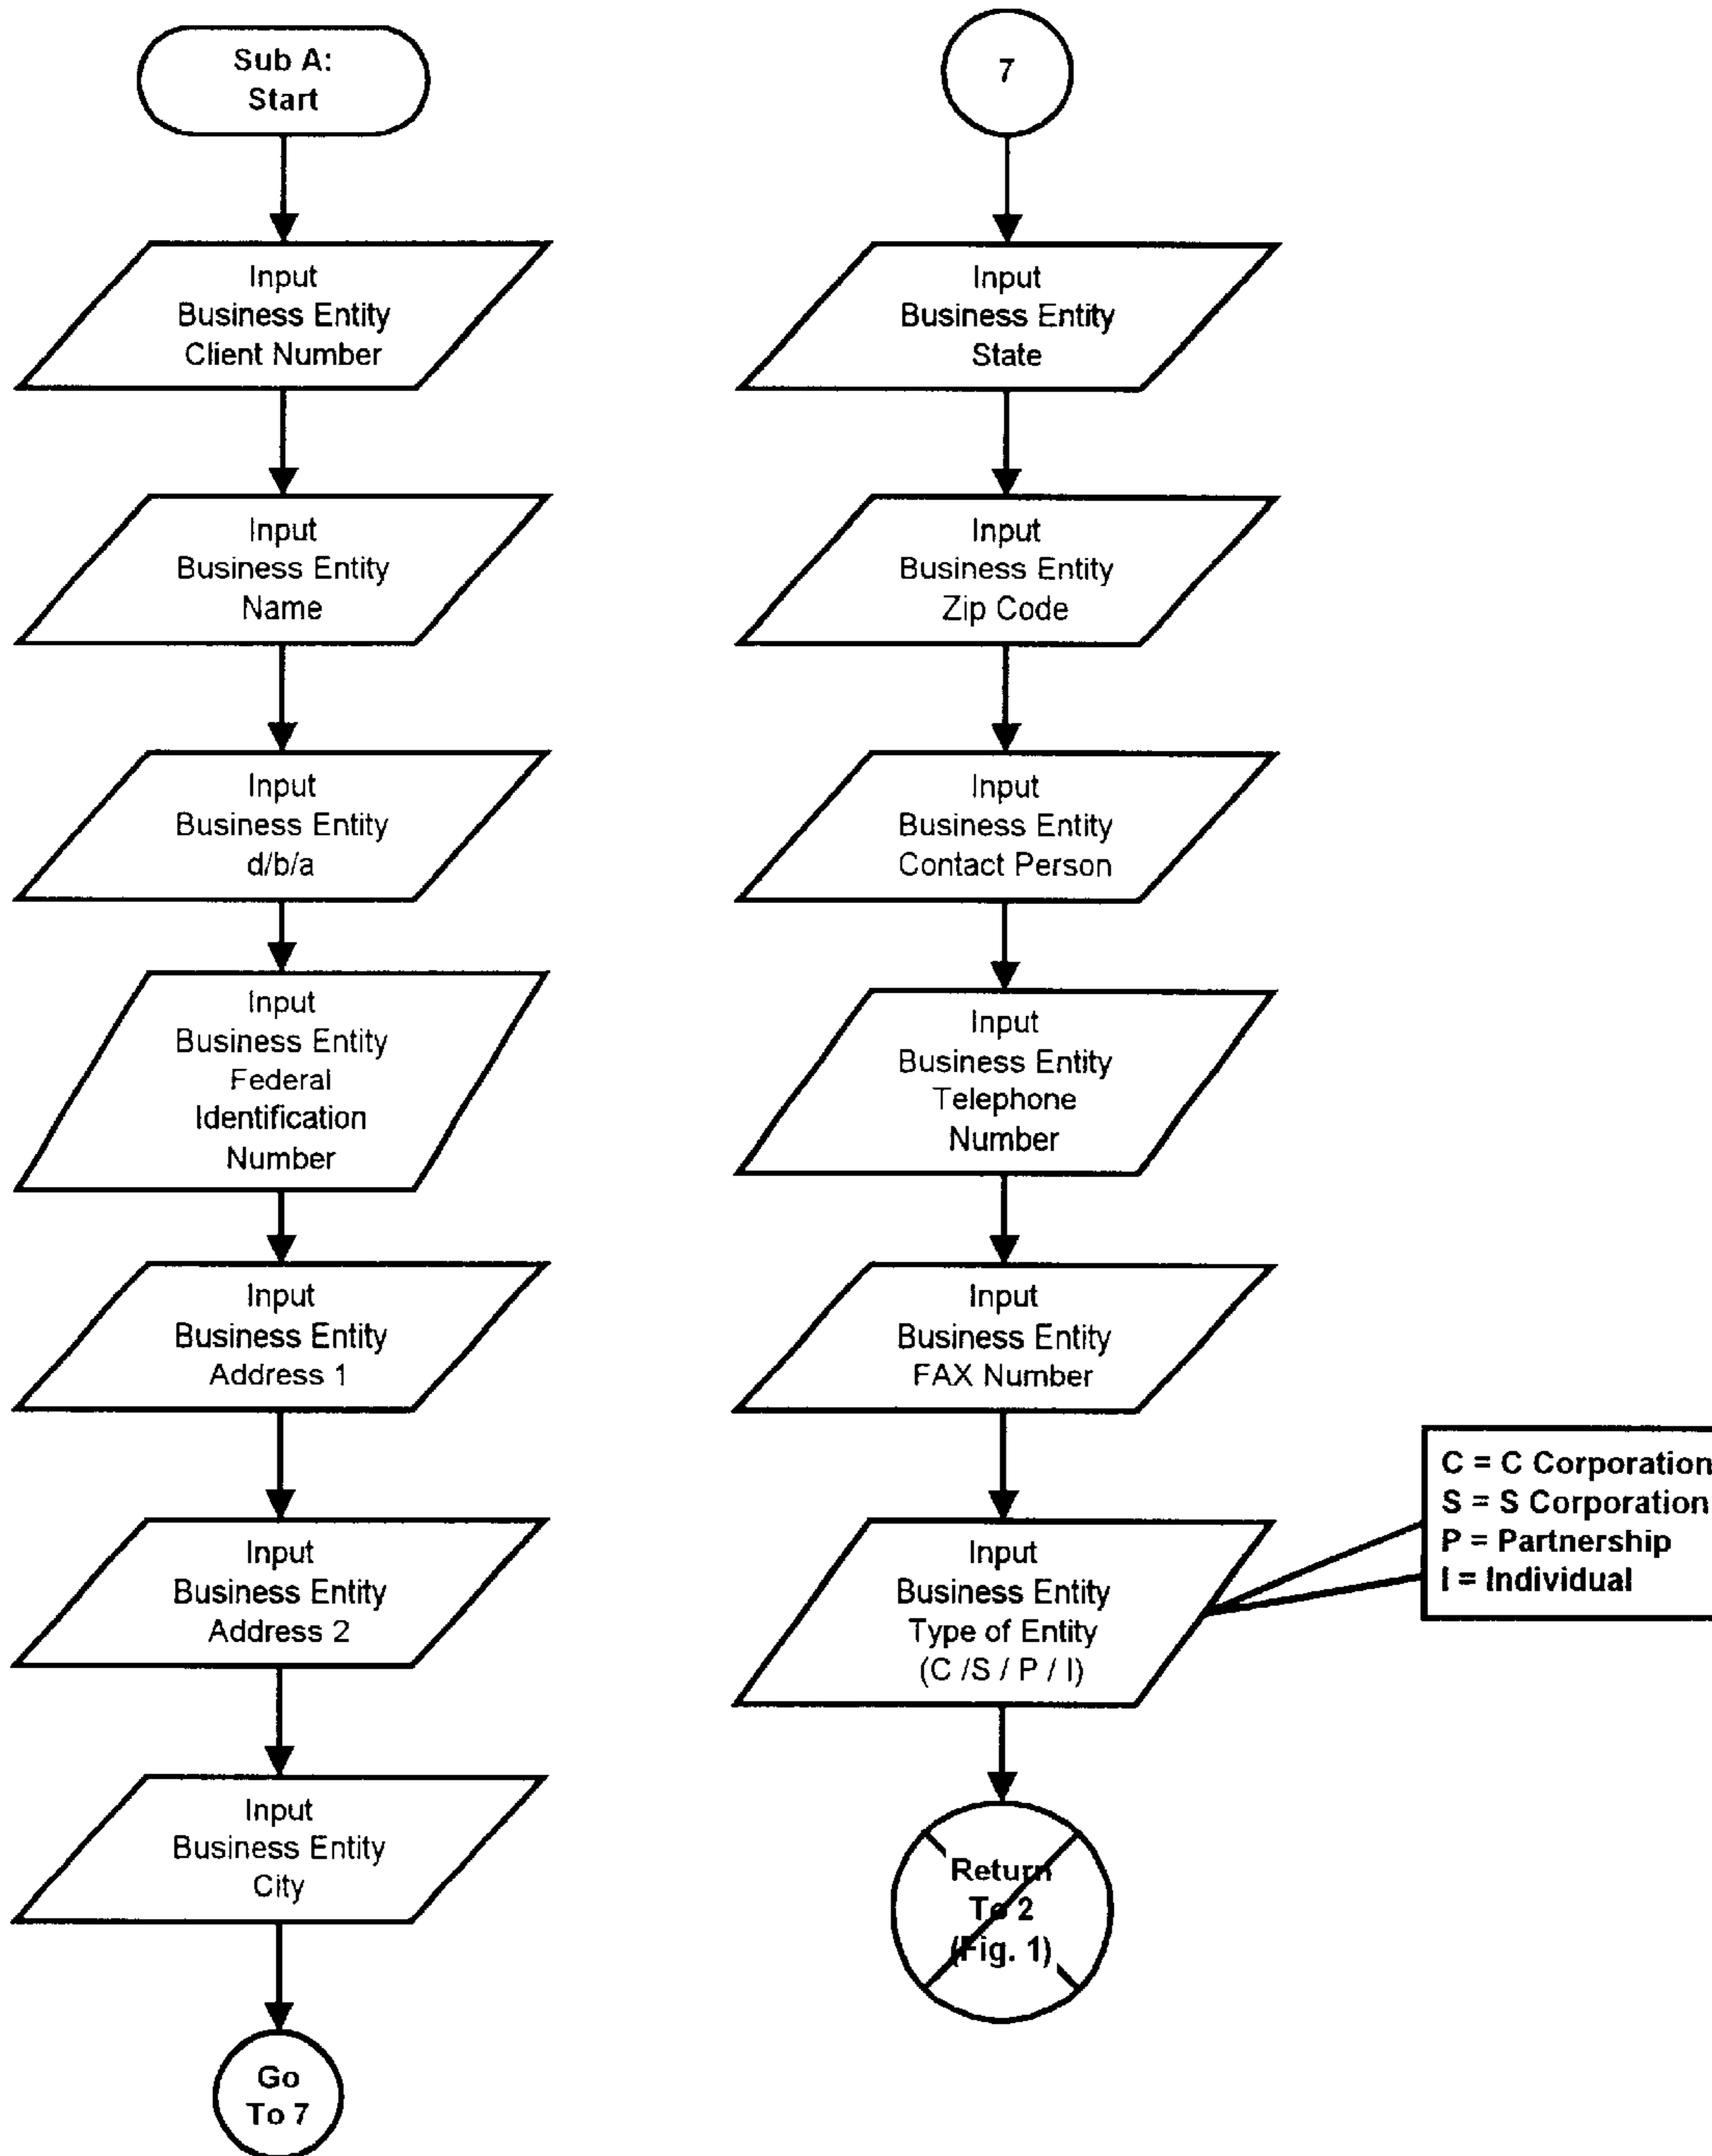 Sub A:
Start
Input
Business Entity
Client Number
Input
Business Entity
Name
Input
Business Entity
d/b/a
Input
Business Entity
Federal
Identification
Number
Input
Business Entity
Address 1
Input
Business Entity
Address 2
Input
Business Entity
City
Go
To 7
7
Input
Business Entity
State
Input
Business Entity
Zip Code
Input
Business Entity
Contact Person
Input
Business Entity
Telephone
Number
Input
Business Entity
FAX Number
Input
Business Entity
Type of Entity
(C /S / P / I)
C = C Corporation
S = S Corporation
P = Partnership
I = Individual
Return
To 2
(Fig. 1)